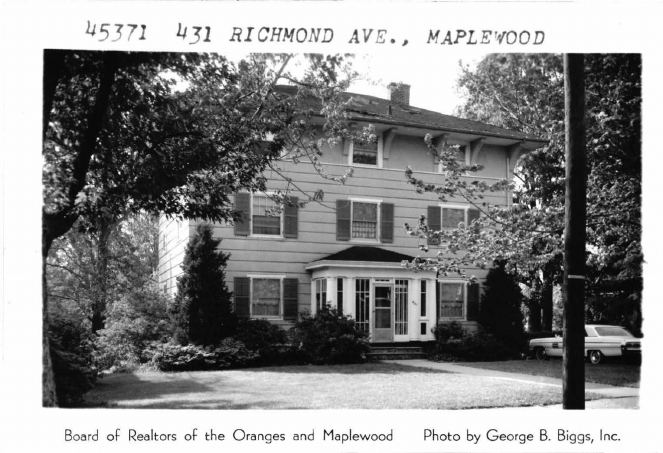 45371 431 RICHMOND AVE., MAPLEWOOD
Board of Realtors of the Oranges and Maplewood Photo by George B. Biggs, Inc.